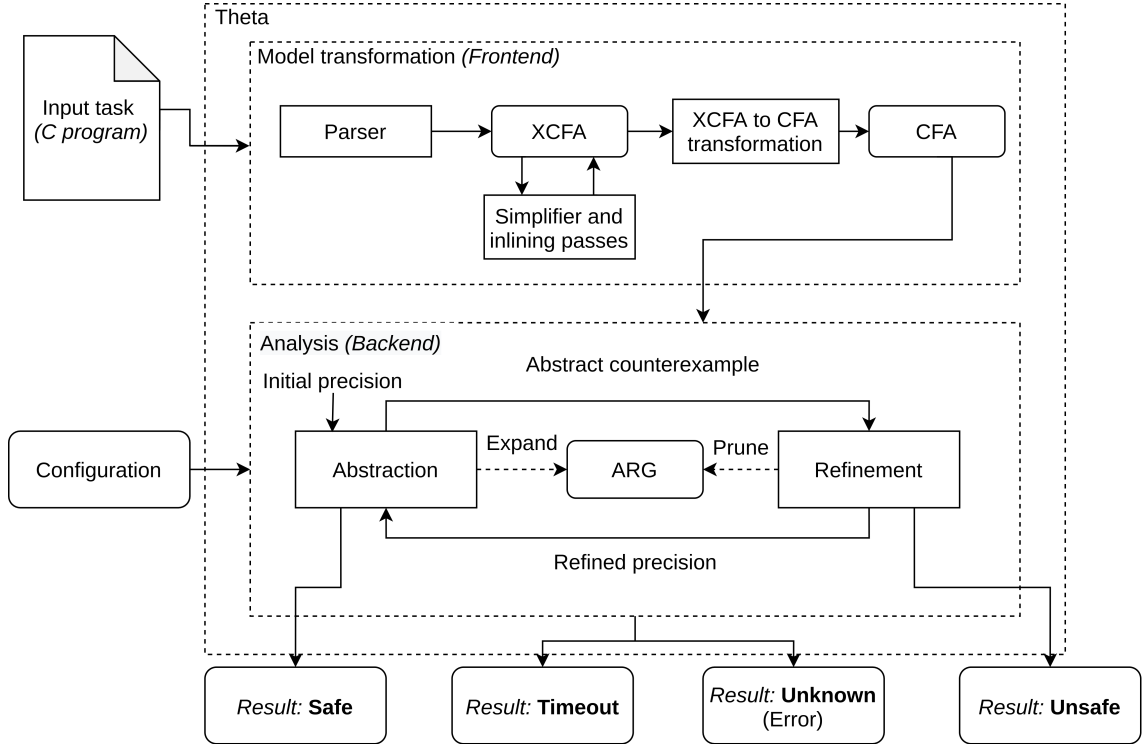 Theta
Model transformation (Frontend)
Input task
(C program)
Parser
XCFA
XCFA to CFA
transformation
CFA
Simplifier and
inlining passes
Analysis (Backend)
Initial precision
Abstract counterexample
Configuration
Abstraction
Expand
ARG
Prune
Refinement
Refined precision
Result: Safe
Result: Timeout
Result: Unknown
(Error)
Result: Unsafe